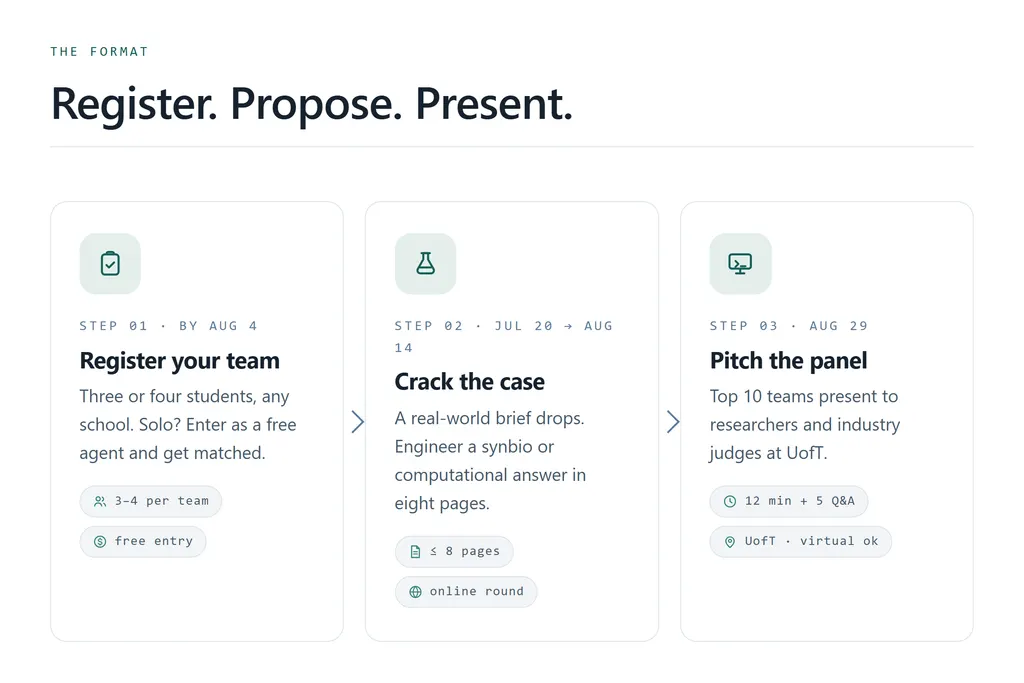 THE FORMAT
Register. Propose. Present.
STEP 01 · BY AUG 4
Register your team
Three or four students, any
school. Solo? Enter as a free
agent and get matched.
3–4 per team
free entry
STEP 02 · JUL 20 → AUG
14
Crack the case
A real-world brief drops.
Engineer a synbio or
computational answer in
eight pages.
≤ 8 pages
online round
STEP 03 · AUG 29
Pitch the panel
Top 10 teams present to
researchers and industry
judges at UofT.
12 min + 5 Q&A
UofT · virtual ok